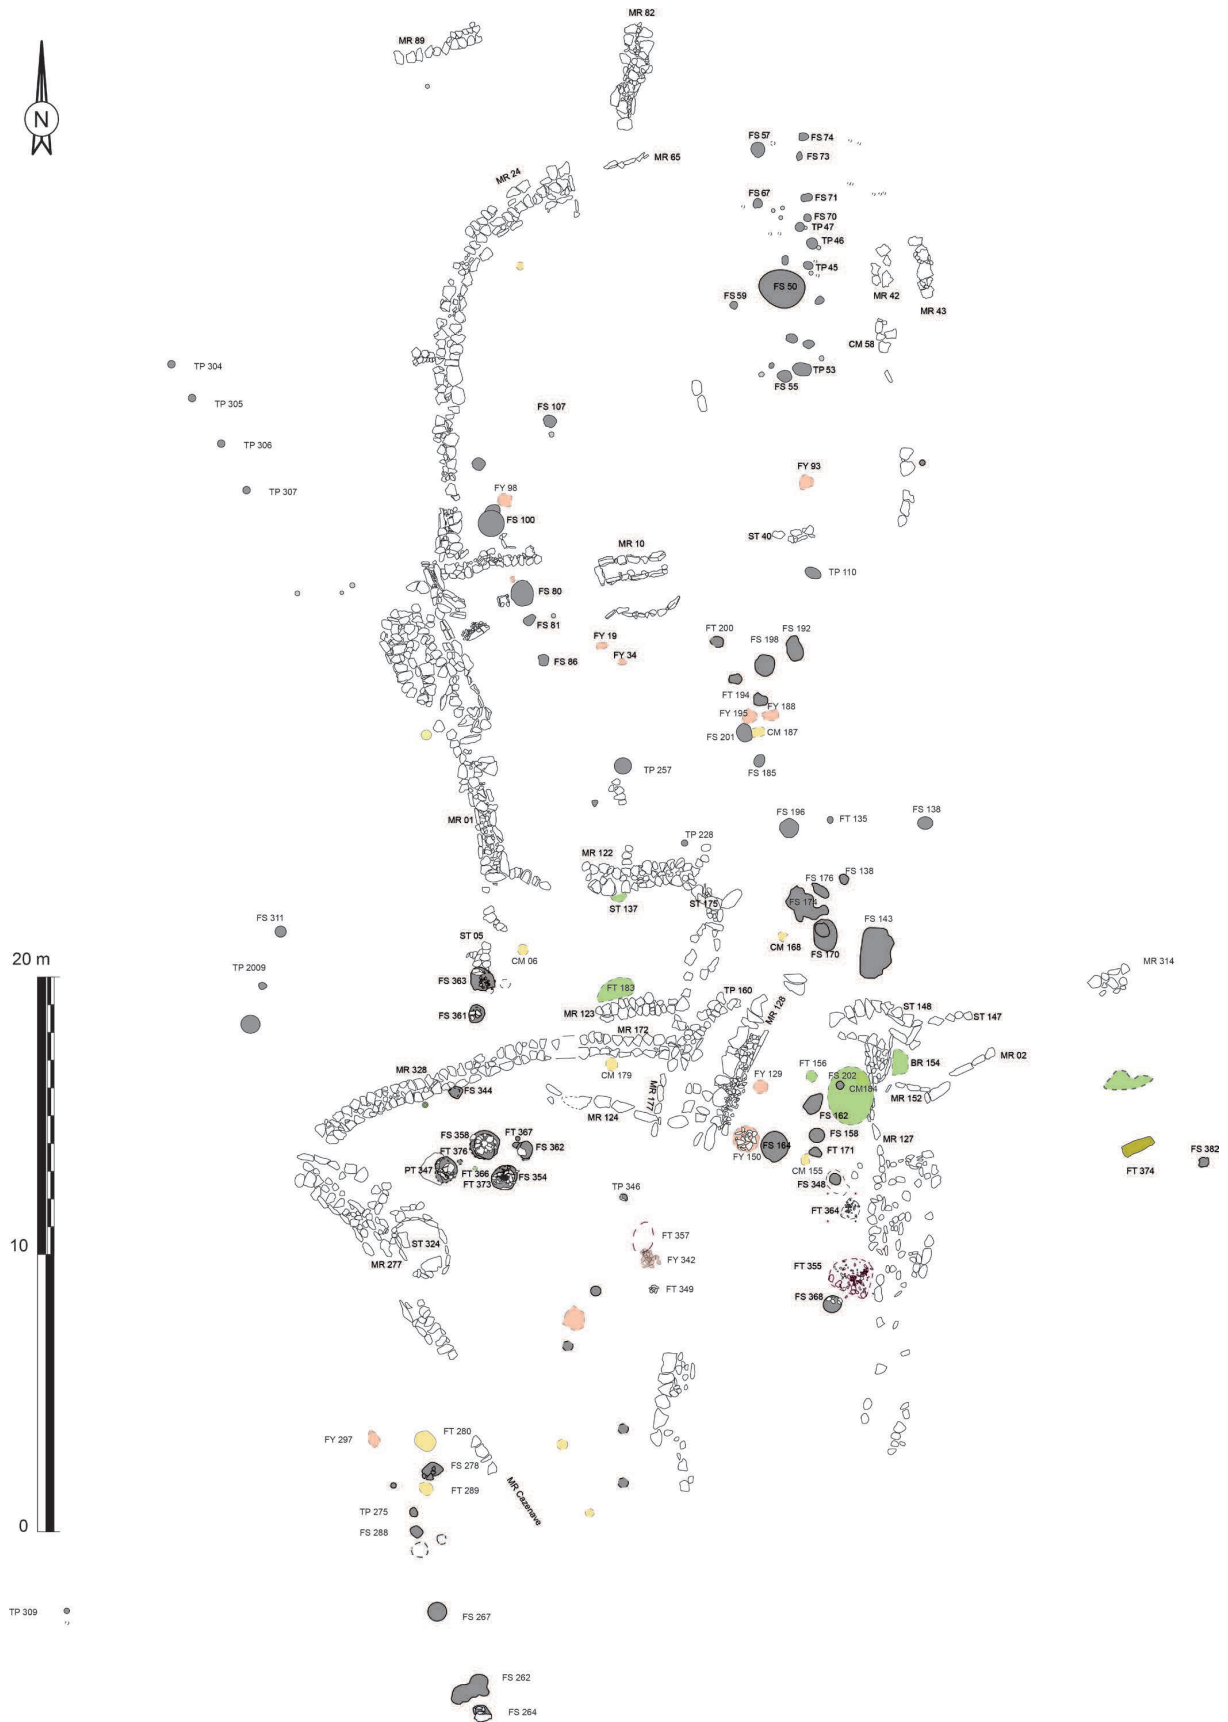 MR 82
MR 89
N
FS 57
FS 74
MR 65
FS 73
MR 24
FS 67
FS 71
FS 70
TP 47
TP 46
TP 45
FS 50
FS 59
MR 42
MR 43
CM 58
TP 304
TP 53
FS 55
TP 305
FS 107
TP 306
FY 93
TP 307
FY 98
FS 100
ST 40
MR 10
TP 110
FS 80
FS 81
FY 19
FT 200
FS 192
FS 198
FY 34
FS 86
FT 194
FY 195
FY 188
FS 201
CM 187
TP 257
FS 185
FS 196
FT 135
FS 138
MR 01
TP 228
MR 122
FS 176
FS 138
ST 175
FS 174
ST 137
FS 311
FS 143
ST 05
CM 168
FS 170
20 m
CM 06
MR 314
TP 2009
FS 363
FT 183
TP 160
FS 361
MR 123
MR 128
ST 148
ST 147
MR 172
MR 02
MR 328
CM 179
FT 156
BR 154
FY 129
FS 202
CM184
FS 344
MR 177
MR 124
FS 162
MR 152
FS 358
FT 367
FS 362
FS 158
MR 127
FT 376
FS 164
FT 171
FS 382
PT 347
FT 366
FY 150
CM 155
FT 374
FT 373
FS 354
FS 348
TP 346
FT 364
FT 357
ST 324
10
MR 277
FY 342
FT 355
FT 349
FS 368
FY 297
FT 280
FS 278
MR Cazenave
FT 289
TP 275
0
FS 288
TP 309
FS 267
FS 262
FS 264